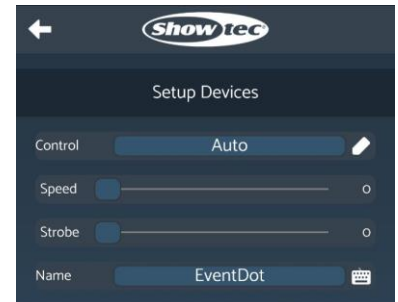 Showtec
Setup Devices
Control Auto
Speed 0
Strobe 0
Name EventDot